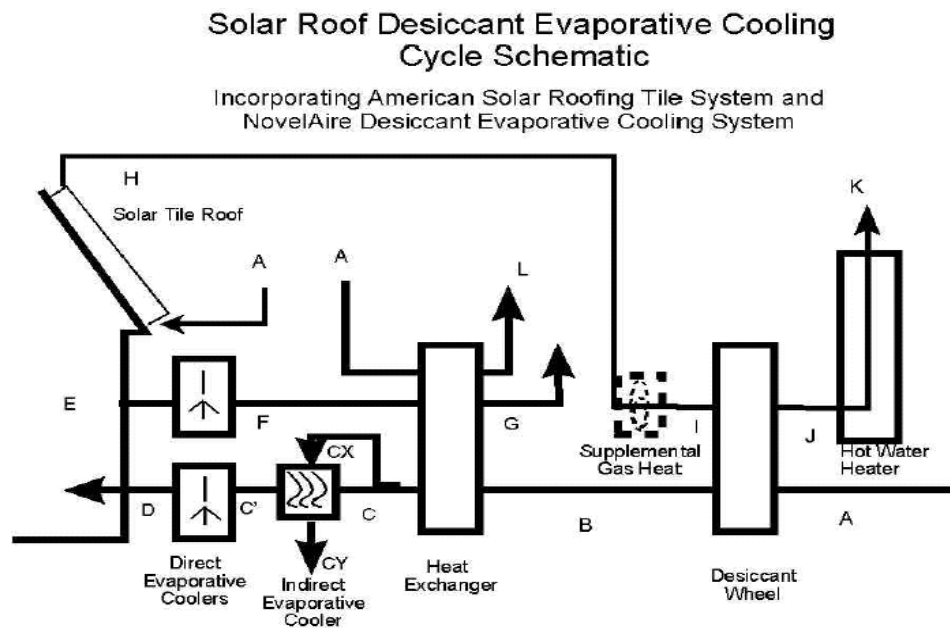 Solar Roof Desiccant Evaporative Cooling
Cycle Schematic
Incorporating American Solar Roofing Tile System and
NovelAire Desiccant Evaporative Cooling System
H
K
Solar Tile Roof
A
A
L
E
F
G
I
J
Supplemental
Gas Heat
Hot Water
Heater
CX
D
C'
C
B
A
CY
Direct
Evaporative
Coolers
Indirect
Evaporative
Cooler
Heat
Exchanger
Desiccant
Wheel